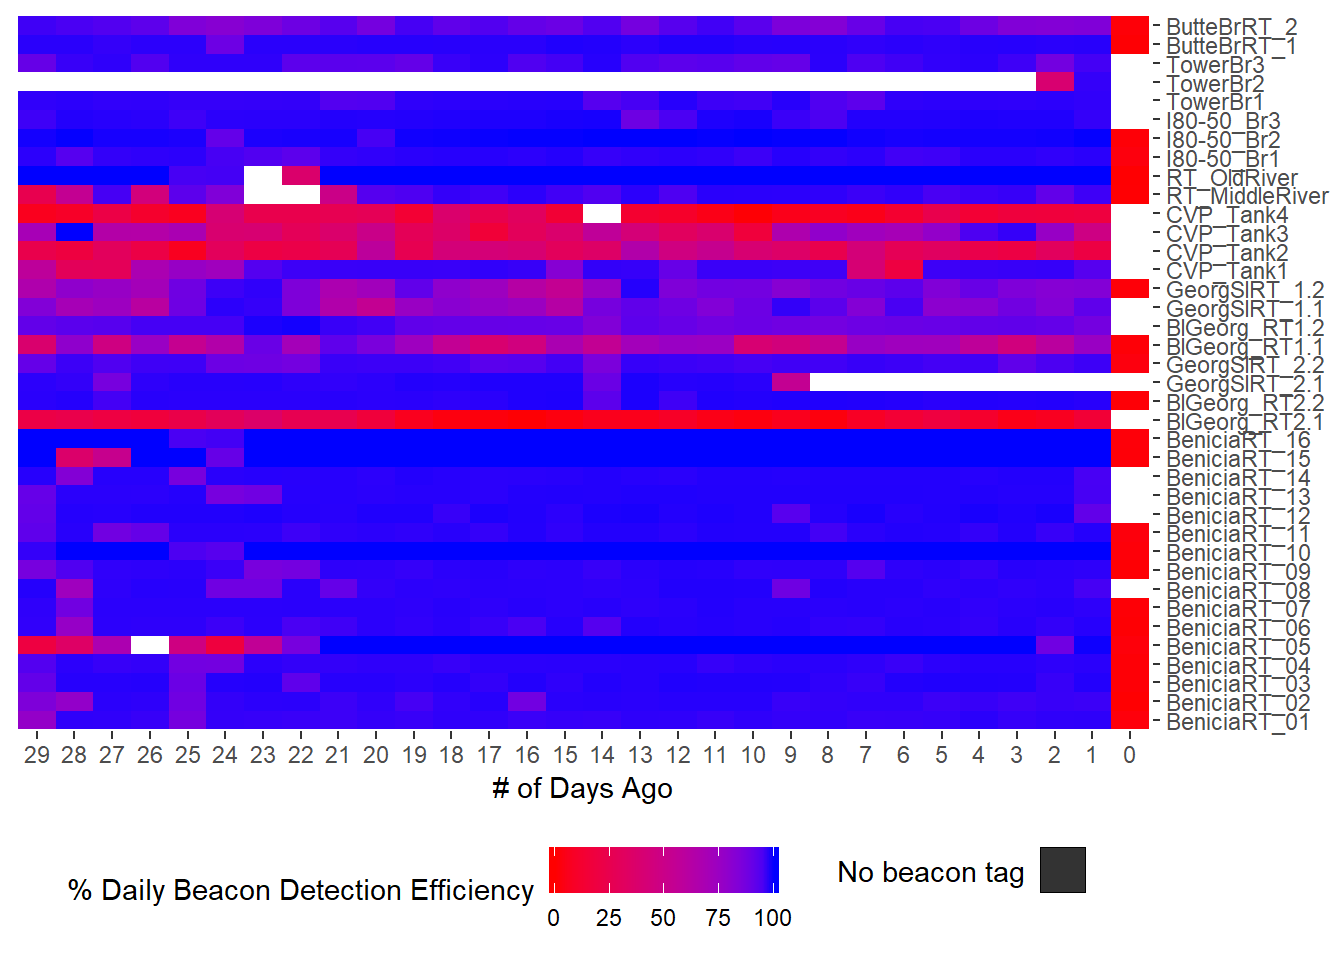 ButteBrRT_2
ButteBrRT_1
TowerBr3
TowerBr2
TowerBr1
I80-50_Br3
I80-50_Br2
I80-50_Br1
RT_OldRiver
RT_MiddleRiver
CVP_Tank4
CVP_Tank3
CVP_Tank2
CVP_Tank1
GeorgSlRT_1.2
GeorgSlRT_1.1
BlGeorg_RT1.2
BlGeorg_RT1.1
GeorgSlRT_2.2
GeorgSlRT_2.1
BlGeorg_RT2.2
BlGeorg_RT2.1
BeniciaRT_16
BeniciaRT_15
BeniciaRT_14
BeniciaRT_13
BeniciaRT_12
BeniciaRT_11
BeniciaRT_10
BeniciaRT_09
BeniciaRT_08
BeniciaRT_07
BeniciaRT_06
BeniciaRT_05
BeniciaRT_04
BeniciaRT_03
BeniciaRT_02
BeniciaRT_01
29 28 27 26 25 24 23 22 21 20 19 18 17 16 15 14 13 12 11 10 9 8 7 6 5 4 3 2 1 0
# of Days Ago
% Daily Beacon Detection Efficiency
0 25 50 75 100
No beacon tag